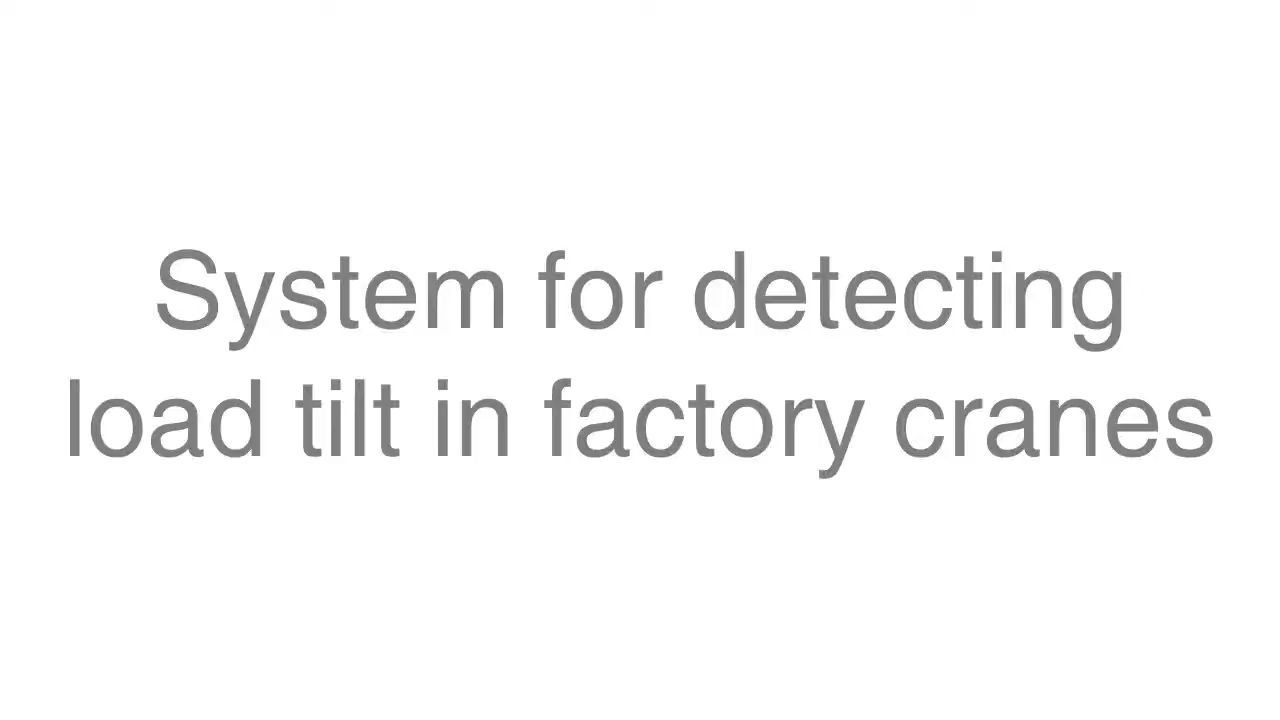 System for detecting
load tilt in factory cranes